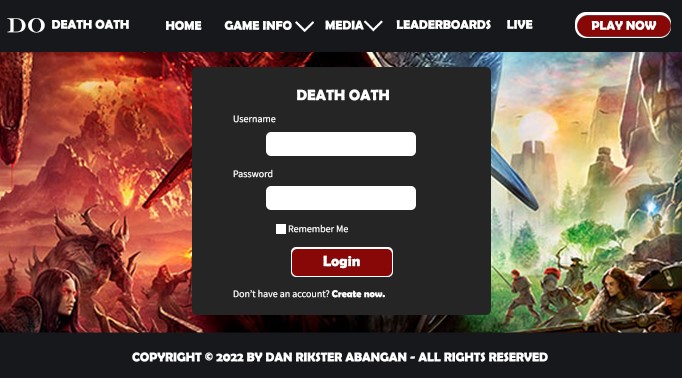 DO DEATH OATH HOME GAME INFO MEDIA LEADERBOARDS LIVE PLAY NOW
DEATH OATH
Username
Password
Remember Me
Login
Don't have an account? Create now.
COPYRIGHT © 2022 BY DAN RIKSTER ABANGAN - ALL RIGHTS RESERVED